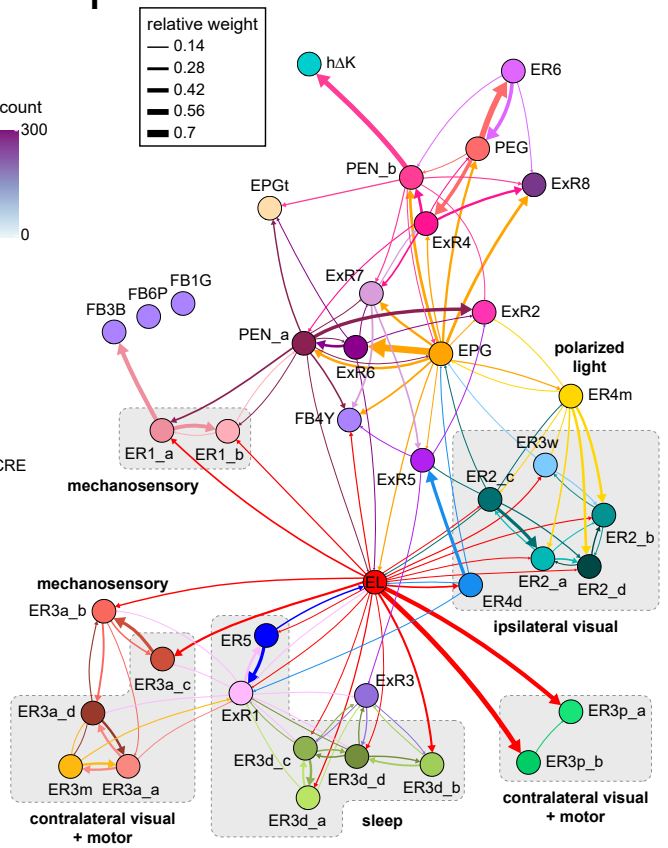 relative weight
0.14
0.28
0.42
0.56
0.7
count
300
0
hΔK
ER6
PEG
PEN_b
ExR8
EPGt
ExR4
ExR7
FB1G
FB6P
FB3B
ExR2
PEN_a
EPG
ExR6
polarized
light
ER4m
FB4Y
ER3w
ER1_a
ER1_b
ExR5
ER2_c
CRE
mechanosensory
ER2_b
ER2_a
ER2_d
EL
mechanosensory
ER4d
ER3a_b
ipsilateral visual
ER5
ER3a_c
ExR3
ExR1
ER3a_d
ER3p_a
ER3d_c
ER3p_b
ER3d_d
ER3d_b
ER3m
ER3a_a
contralateral visual
+ motor
ER3d_a
sleep
contralateral visual
+ motor